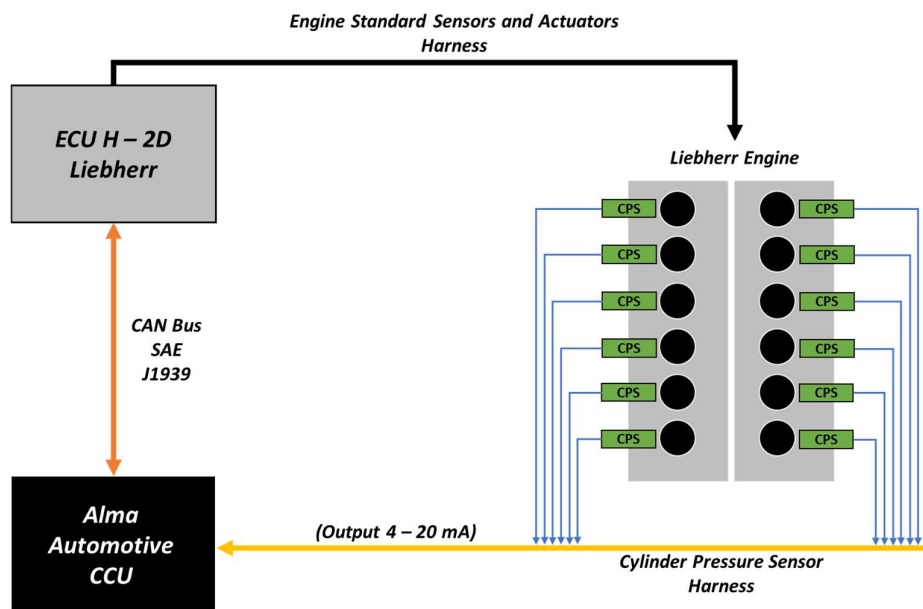 Engine Standard Sensors and Actuators
Harness
ECU H – 2D
Liebherr
Liebherr Engine
CPS
CPS
CPS
CPS
CPS
CPS
CPS
CPS
CPS
CPS
CPS
CPS
CAN Bus
SAE
J1939
Alma
Automotive
CCU
(Output 4 – 20 mA)
Cylinder Pressure Sensor
Harness